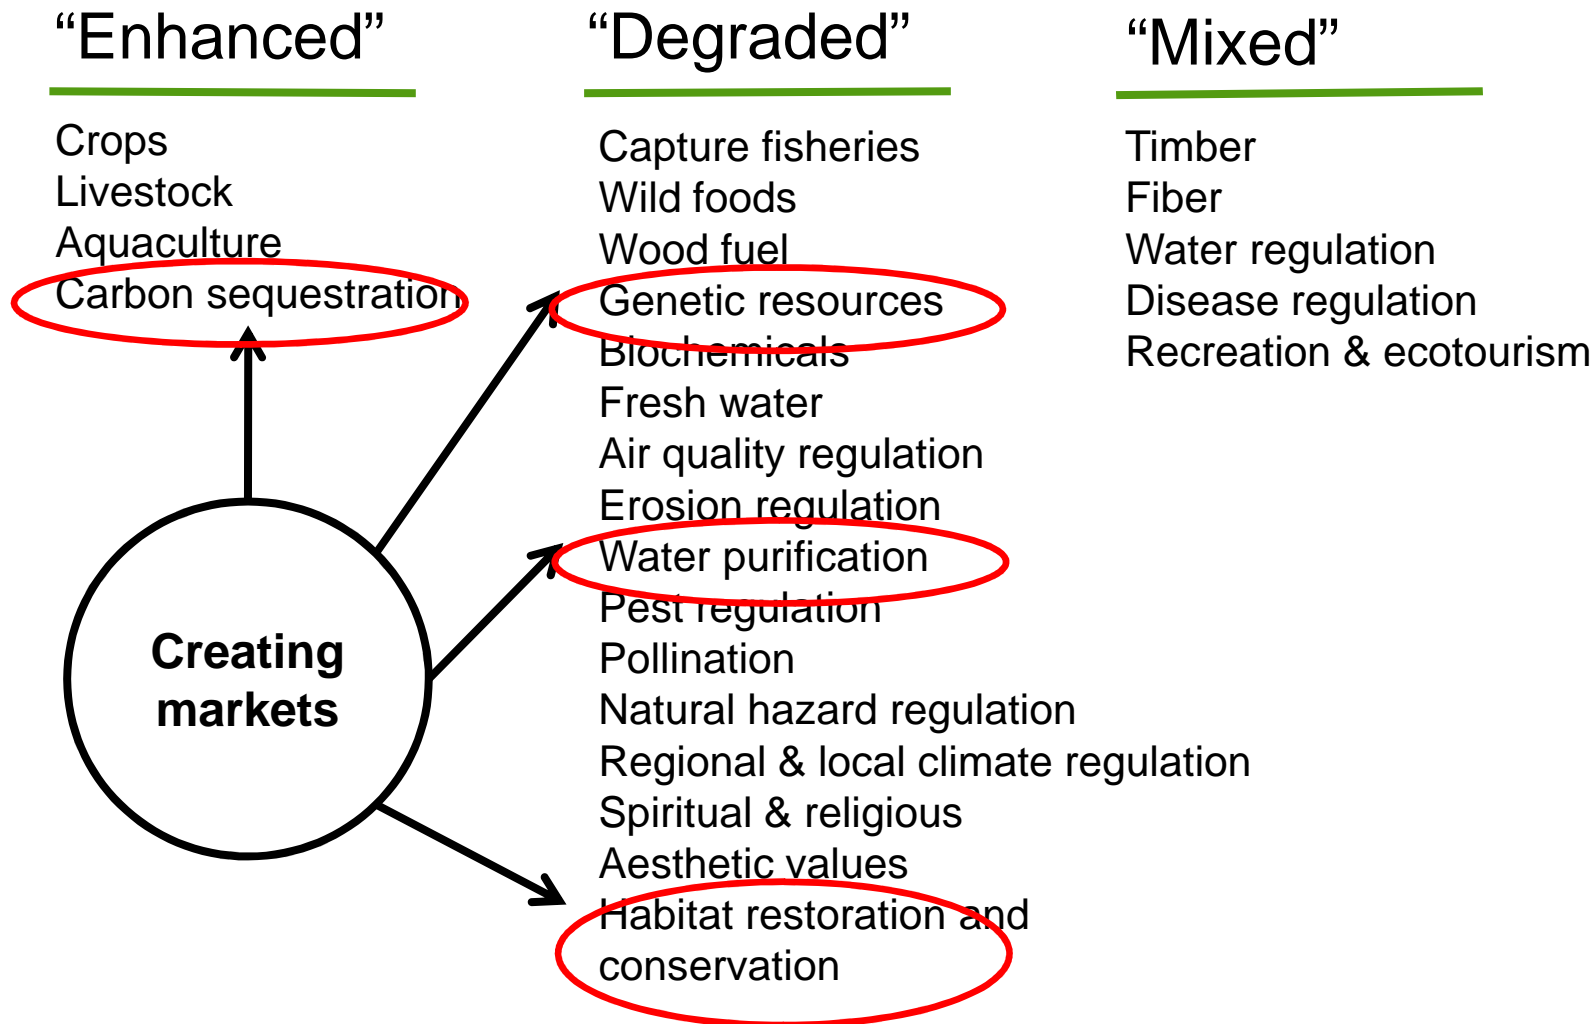 “Enhanced”
Crops
Livestock
Aquaculture
Carbon sequestration
“Degraded”
Capture fisheries
Wild foods
Wood fuel
Genetic resources
Biochemicals
Fresh water
Air quality regulation
Erosion regulation
Water purification
Pest regulation
Pollination
Natural hazard regulation
Regional & local climate regulation
Spiritual & religious
Aesthetic values
Habitat restoration and
conservation
“Mixed”
Timber
Fiber
Water regulation
Disease regulation
Recreation & ecotourism
Creating
markets